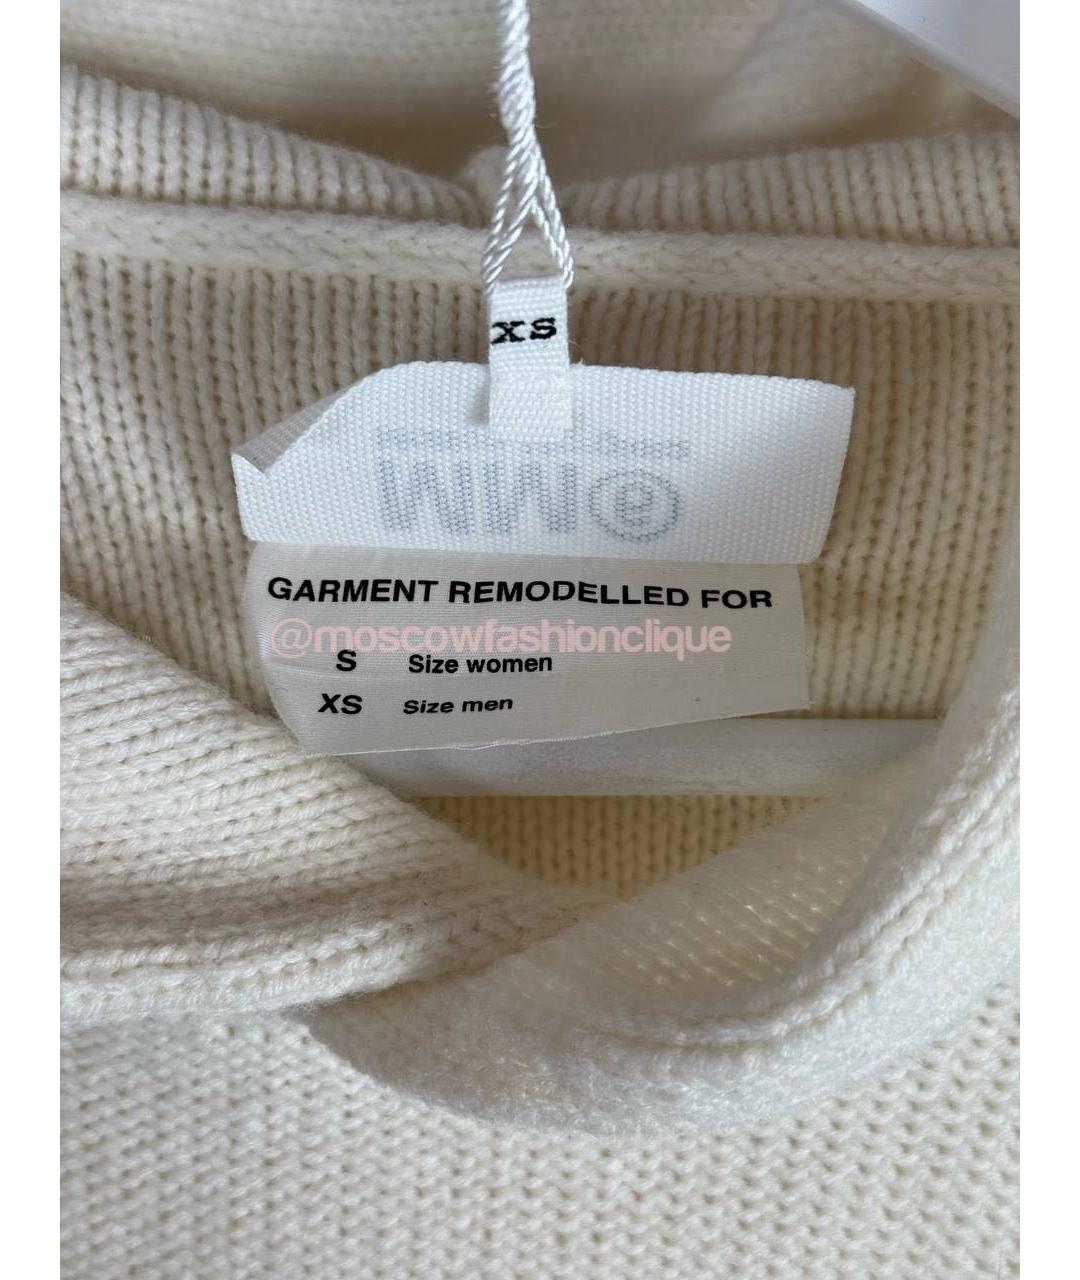 XS
GARMENT REMODELLED FOR
@moscowfashionclique
S Size women
XS Size men